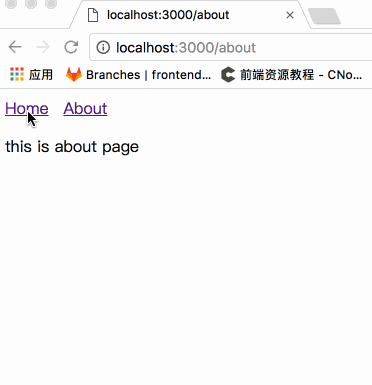 localhost:3000/about
localhost:3000/about
应用 Branches | frontend... 前端资源教程 - CNo...
Home About
this is about page